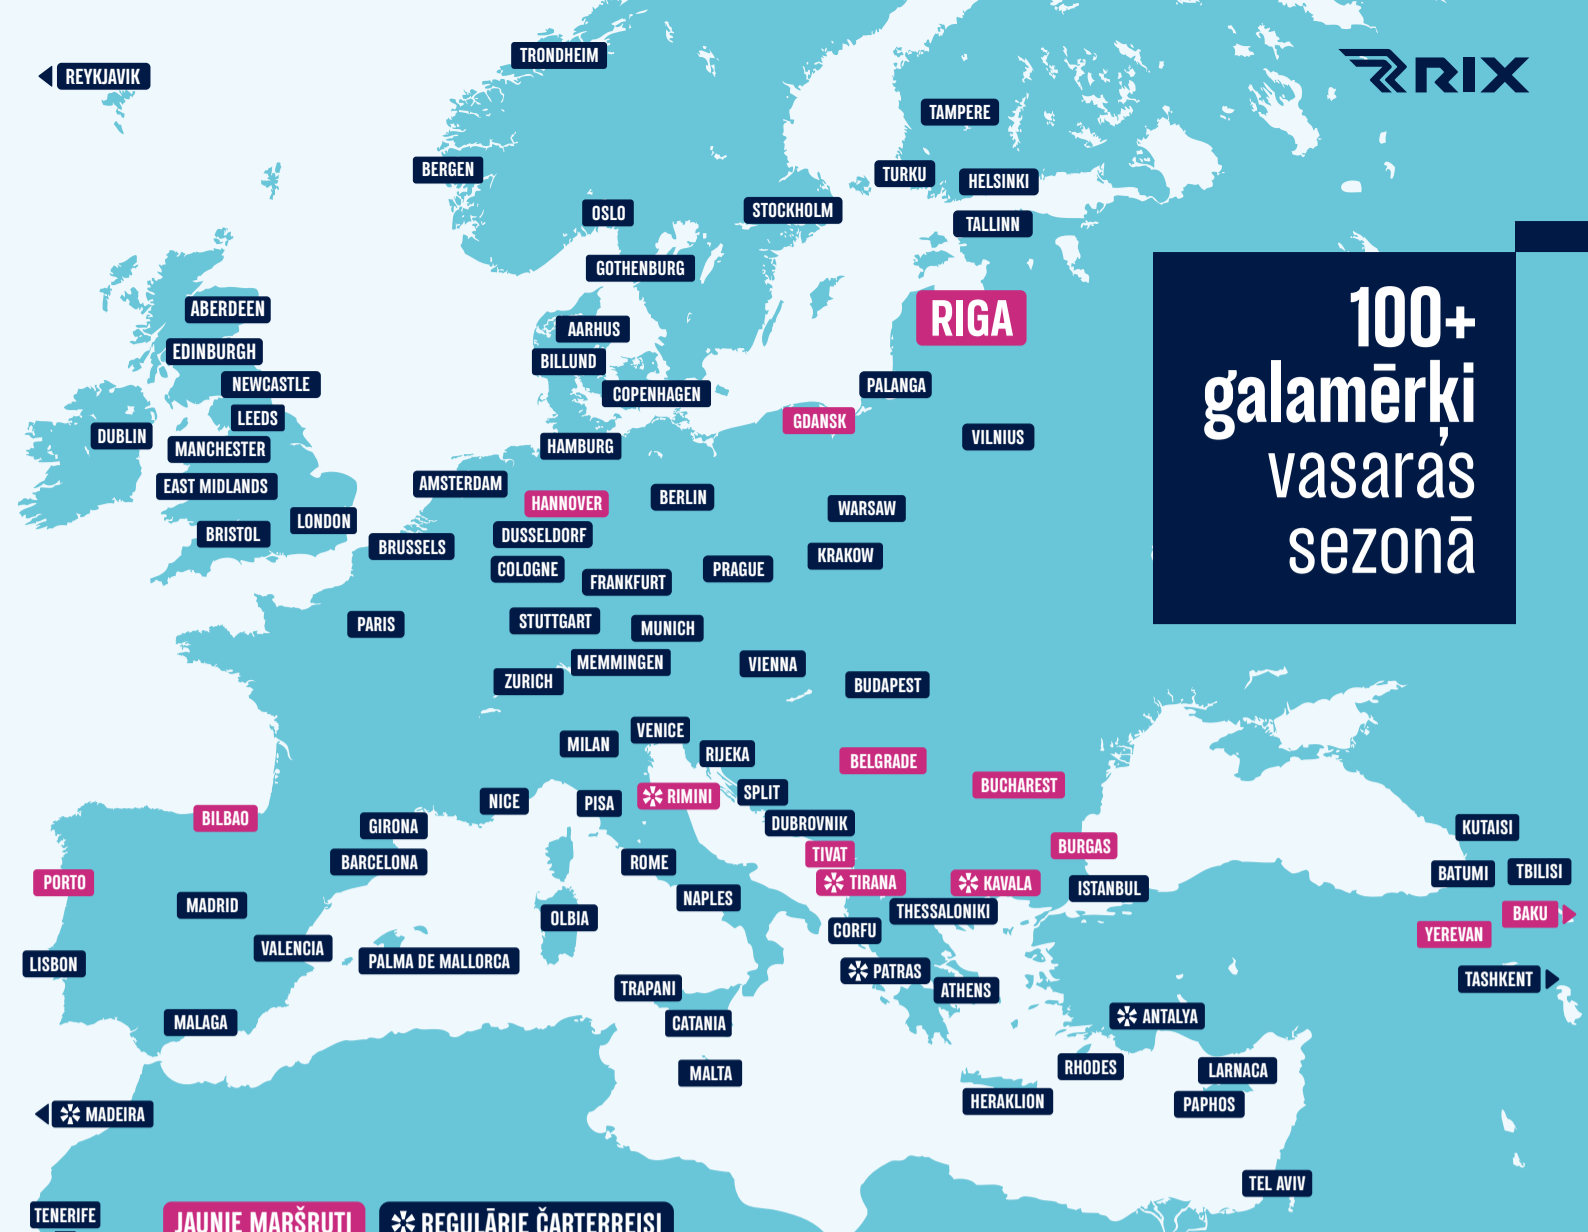 TRONDHEIM
REYKJAVIK
RIX
TAMPERE
BERGEN
TURKU
HELSINKI
OSLO
STOCKHOLM
TALLINN
GOTHENBURG
ABERDEEN
RIGA
AARHUS
EDINBURGH
BILLUND
NEWCASTLE
PALANGA
COPENHAGEN
LEEDS
GDANSK
DUBLIN
VILNIUS
MANCHESTER
HAMBURG
AMSTERDAM
EAST MIDLANDS
HANNOVER
BERLIN
WARSAW
LONDON
BRISTOL
DUSSELDORF
BRUSSELS
KRAKOW
COLOGNE
PRAGUE
FRANKFURT
100+
galamērķi
vasaras
sezonā
PARIS
STUTTGART
MUNICH
MEMMINGEN
VIENNA
ZURICH
BUDAPEST
VENICE
MILAN
RIJEKA
BELGRADE
BUCHAREST
SPLIT
RIMINI
NICE
PISA
BILBAO
GIRONA
DUBROVNIK
KUTAISI
BURGAS
TIVAT
BARCELONA
ROME
TBILISI
BATUMI
PORTO
TIRANA
KAVALA
ISTANBUL
NAPLES
MADRID
THESSALONIKI
BAKU
OLBIA
CORFU
YEREVAN
VALENCIA
PALMA DE MALLORCA
LISBON
PATRAS
TASHKENT
TRAPANI
ATHENS
ANTALYA
MALAGA
CATANIA
RHODES
LARNACA
MALTA
HERAKLION
PAPHOS
MADEIRA
TEL AVIV
TENERIFE
JAUNIE MARŠRUTI
REGULĀRIE ČARTERREISI